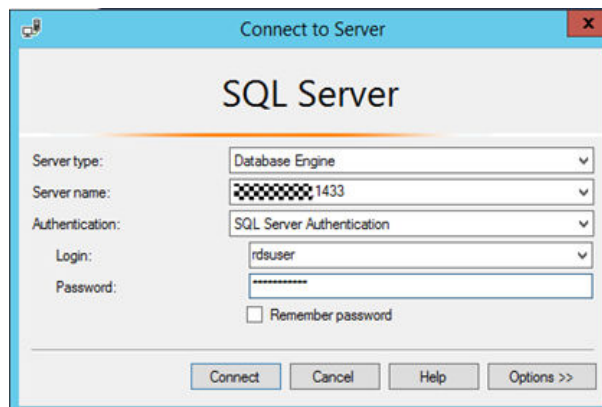 Connect to Server
x
SQL Server
Server type: Database Engine
Server name: 1433
Authentication: SQL Server Authentication
Login: rdsuser
Password: ***********
Remember password
Connect Cancel Help Options >>